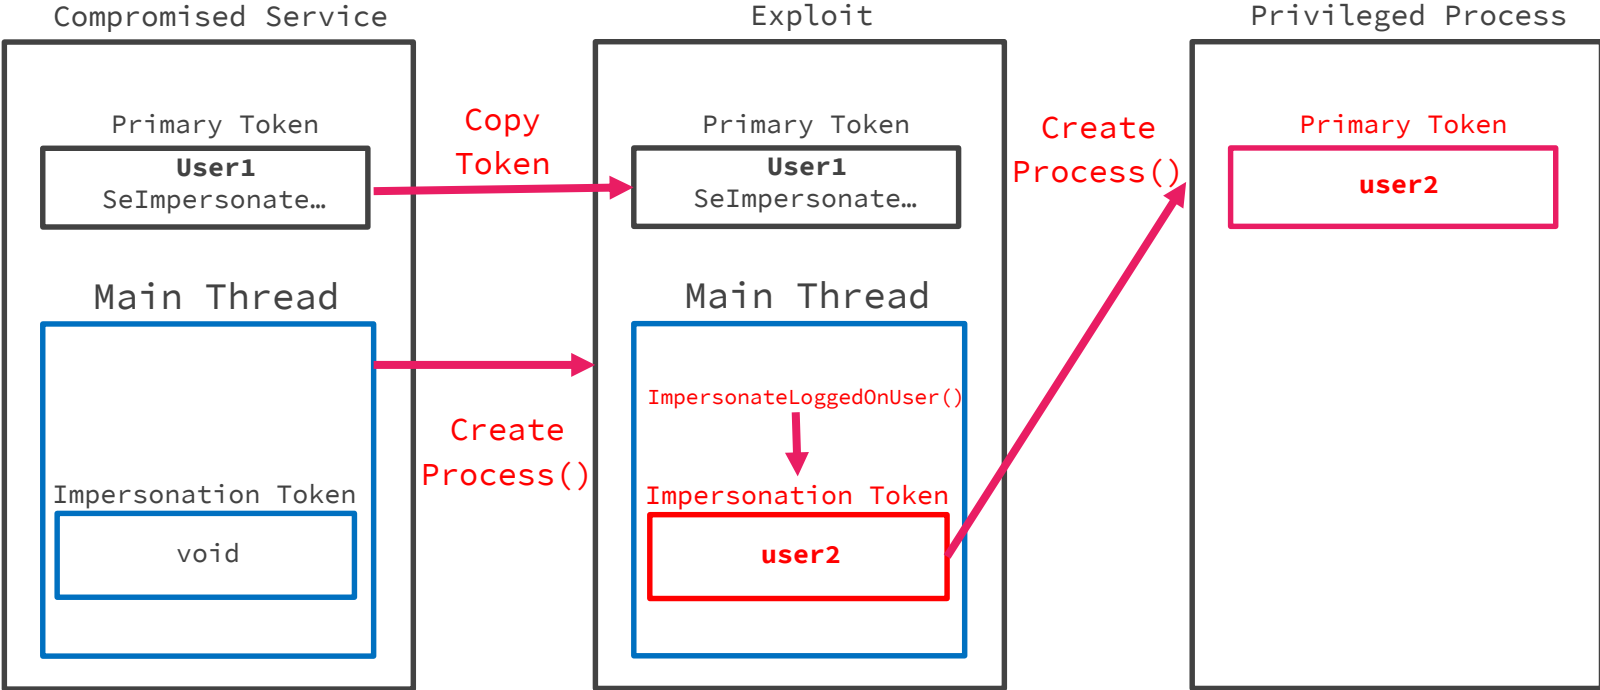 Compromised Service
Exploit
Privileged Process
Primary Token
User1
SeImpersonate…
Copy
Token
Primary Token
User1
SeImpersonate…
Create
Process()
Primary Token
user2
Main Thread
Main Thread
ImpersonateLoggedOnUser()
Create
Process()
Impersonation Token
void
Impersonation Token
user2